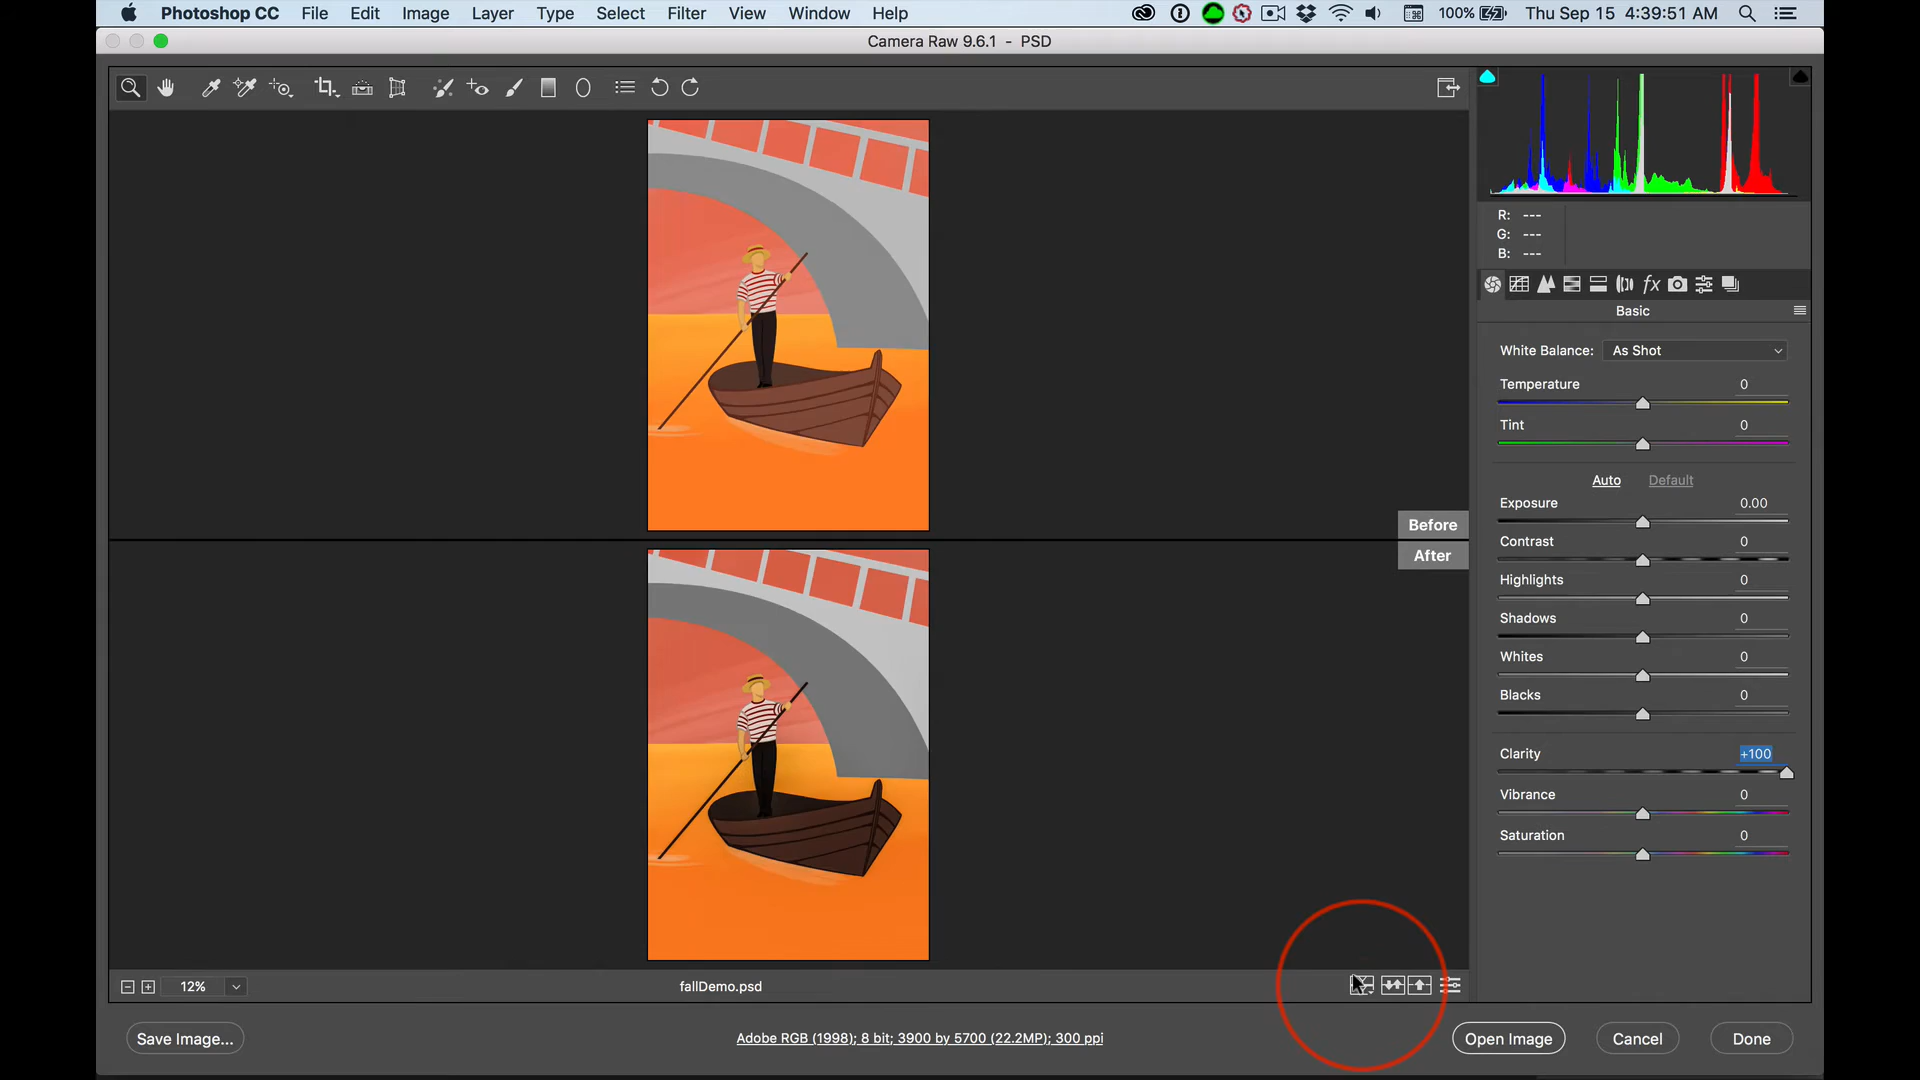 Photoshop CC File Edit Image Layer Type Select Filter View Window Help 100% Thu Sep 15 4:39:51 AM
Camera Raw 9.6.1 - PSD
R: ---
G: ---
B: ---
fx
Basic
White Balance: As Shot
Temperature 0
Tint 0
Auto Default
Exposure 0.00
Contrast 0
Highlights 0
Shadows 0
Whites 0
Blacks 0
Clarity +100
Vibrance 0
Saturation 0
Before
After
12% fallDemo.psd
Save Image... Adobe RGB (1998); 8 bit; 3900 by 5700 (22.2MP); 300 ppi Open Image Cancel Done